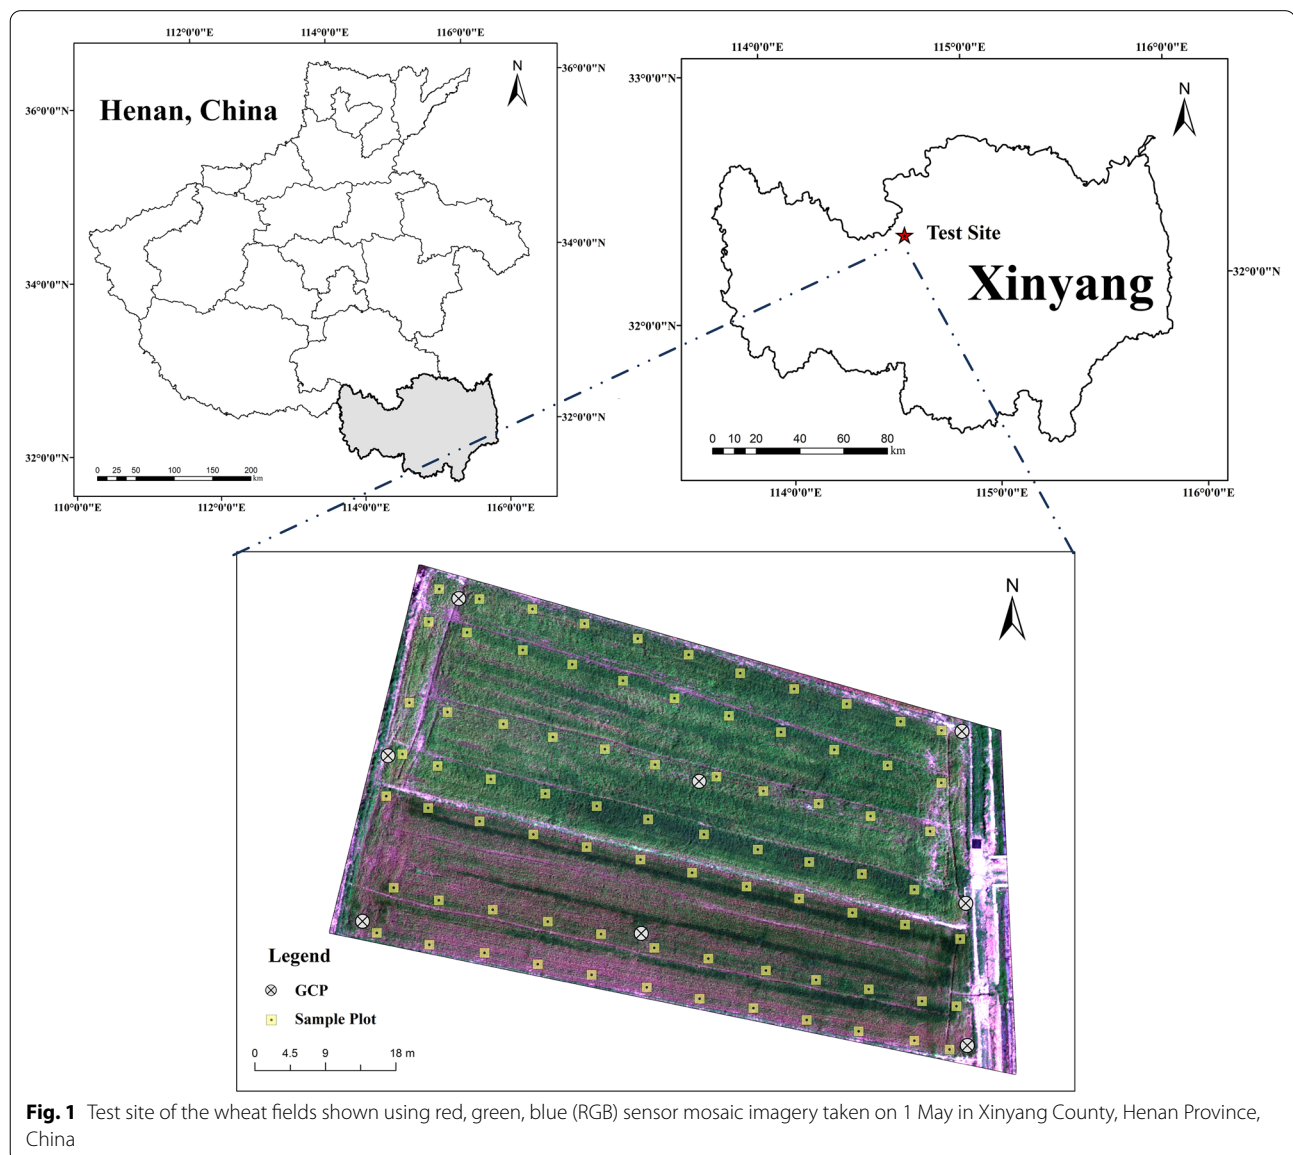 112°0'0"E 114°0'0"E 116°0'0"E
N
36°0'0"N
Henan, China
36°0'0"N
34°0'0"N
34°0'0"N
32°0'0"N
32°0'0"N
0 25 50 100 150 200
km
110°0'0"E 112°0'0"E 114°0'0"E 116°0'0"E
114°0'0"E 115°0'0"E 116°0'0"E
33°0'0"N
N
Test Site
Xinyang
32°0'0"N
32°0'0"N
0 10 20 40 60 80
km
114°0'0"E 115°0'0"E 116°0'0"E
N
Legend
GCP
Sample Plot
0 4.5 9 18 m
Fig. 1 Test site of the wheat fields shown using red, green, blue (RGB) sensor mosaic imagery taken on 1 May in Xinyang County, Henan Province,
China